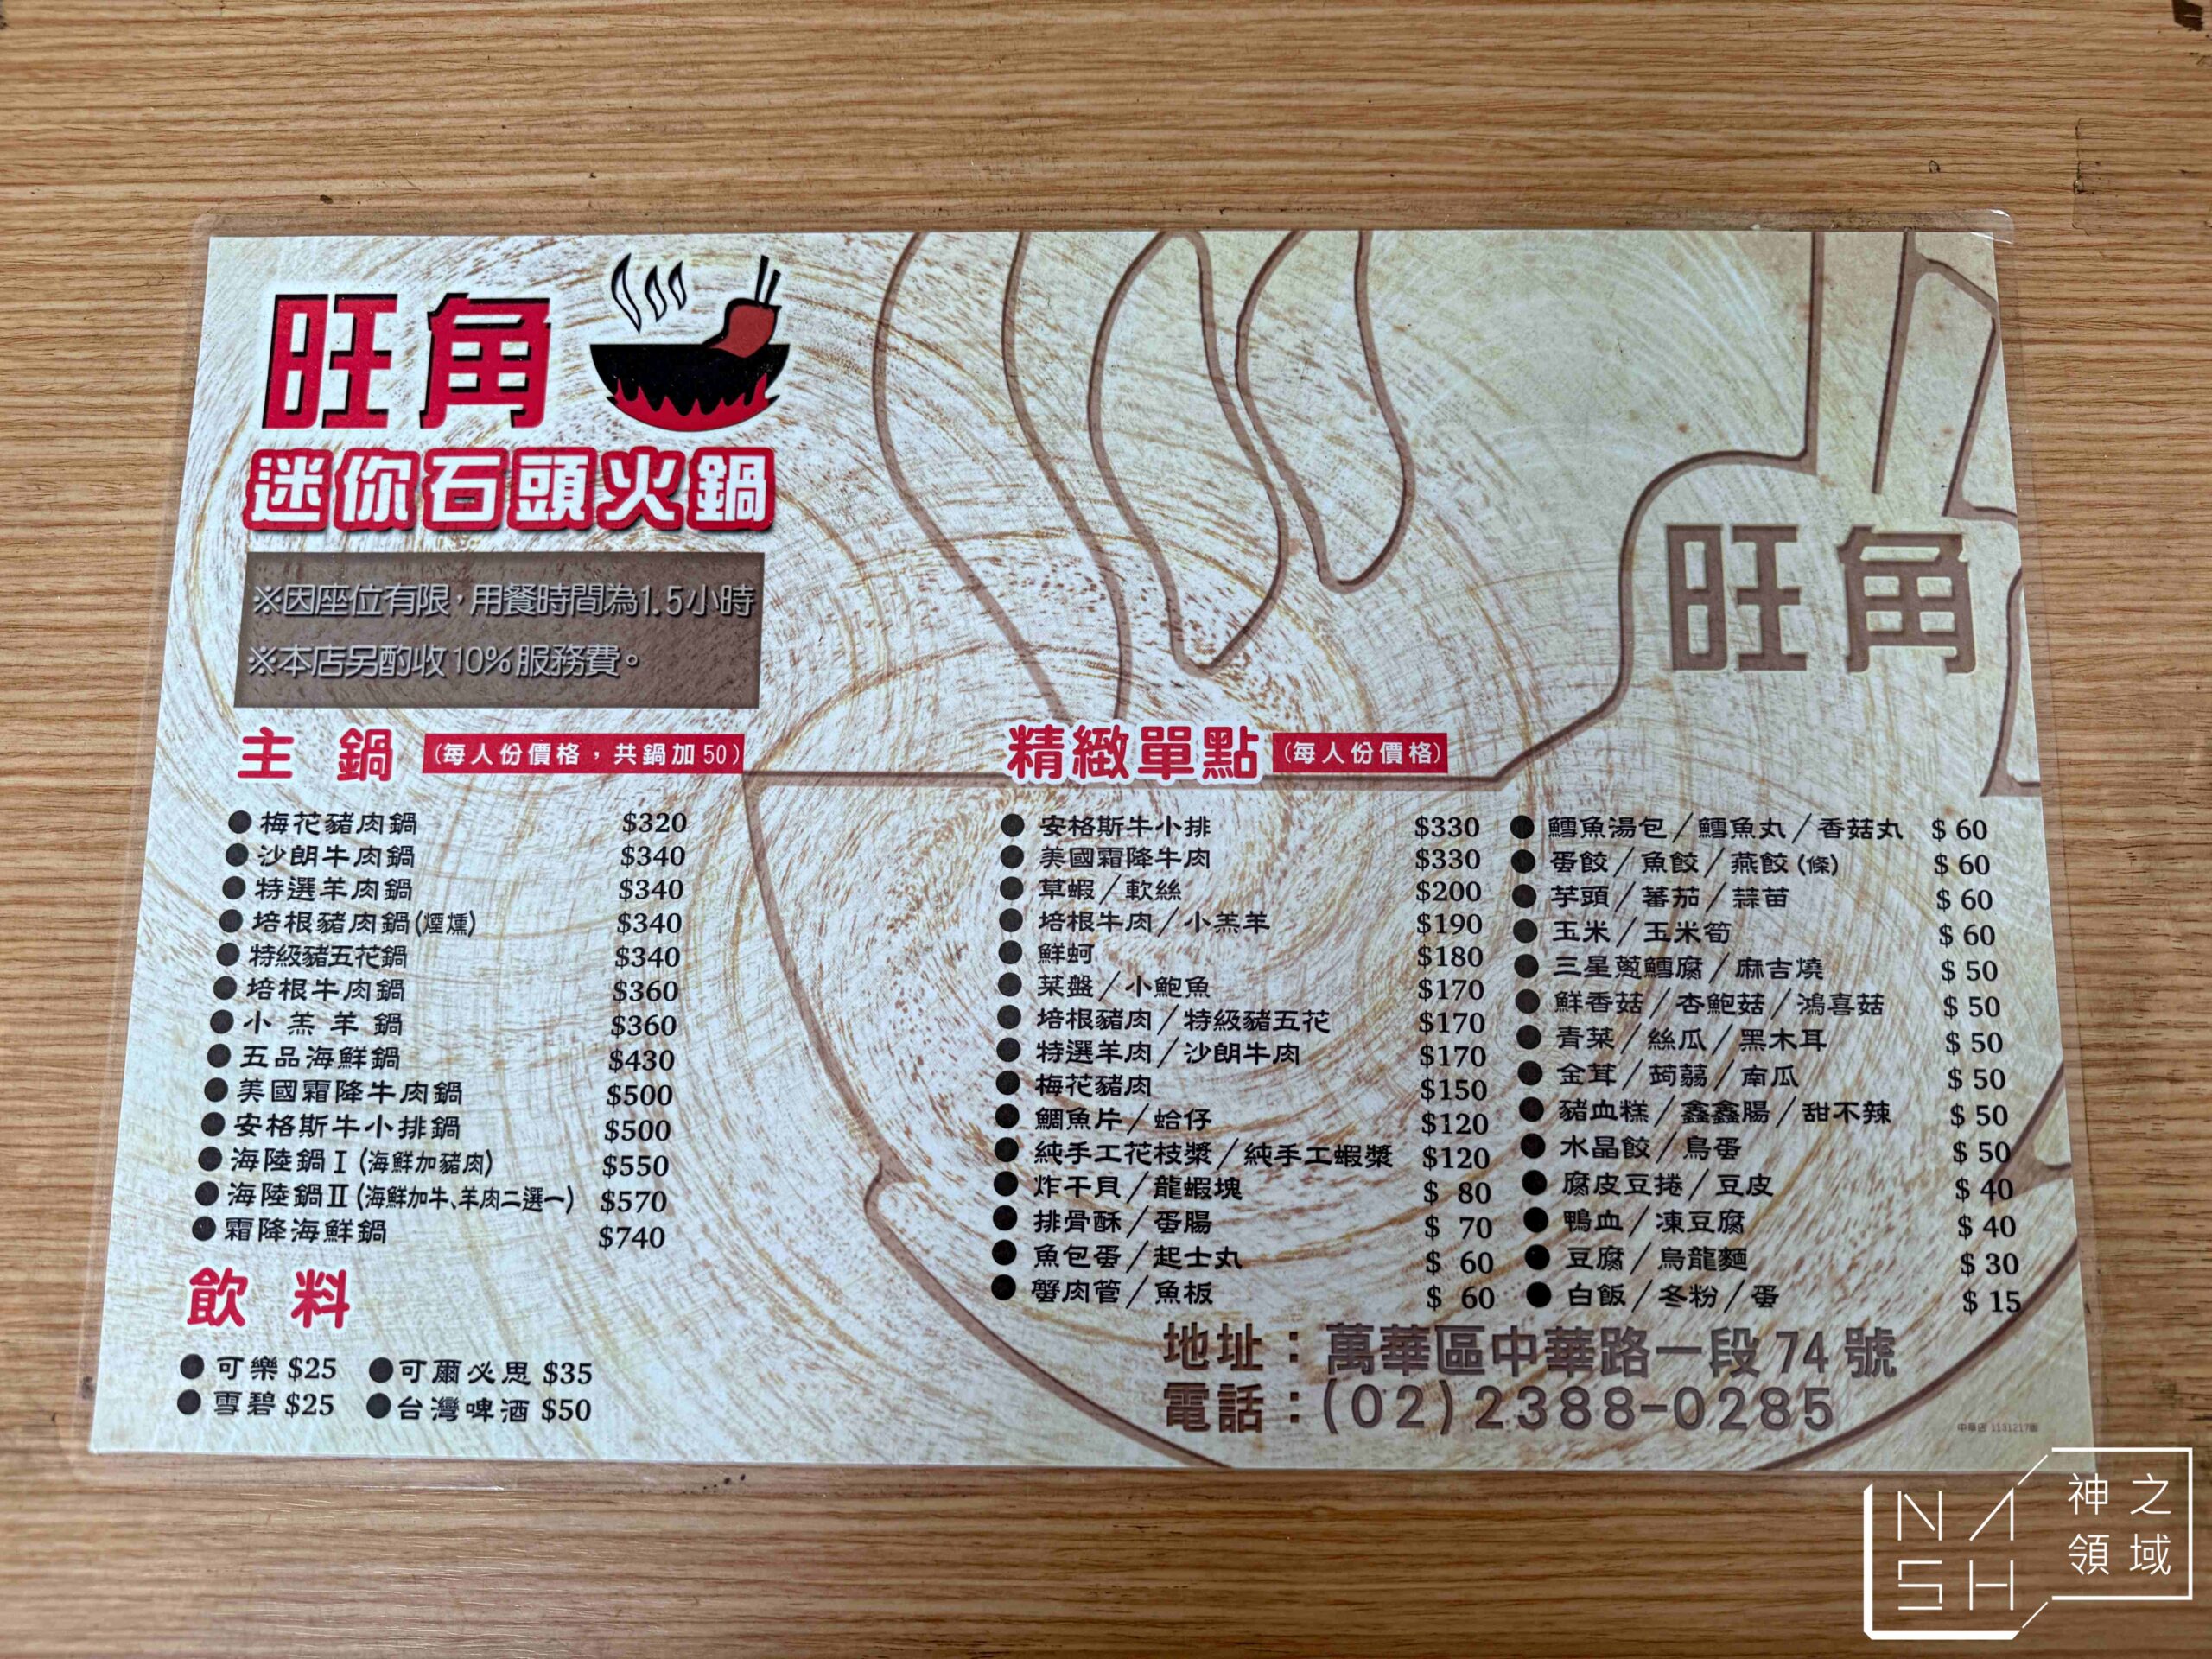 旺角
迷你石頭火鍋
※因座位有限，用餐時間為1.5小時
※本店另酌收10%服務費。
旺角
主鍋 (每人份價格，共鍋加50)
●梅花豬肉鍋 $320
●沙朗牛肉鍋 $340
●特選羊肉鍋 $340
●培根豬肉鍋(煙燻) $340
●特級豬五花鍋 $340
●培根牛肉鍋 $360
●小羔羊鍋 $360
●五品海鮮鍋 $430
●美國霜降牛肉鍋 $500
●安格斯牛小排鍋 $500
●海陸鍋Ⅰ(海鮮加豬肉) $550
●海陸鍋Ⅱ(海鮮加牛、羊肉二選一) $570
●霜降海鮮鍋 $740
飲料
●可樂 $25 ●可爾必思 $35
●雪碧 $25 ●台灣啤酒 $50
精緻單點 (每人份價格)
●安格斯牛小排 $330
●美國霜降牛肉 $330
●草蝦/軟絲 $200
●培根牛肉/小羔羊 $190
●鮮蚵 $180
●菜盤/小鮑魚 $170
●培根豬肉/特級豬五花 $170
●特選羊肉/沙朗牛肉 $170
●梅花豬肉 $150
●鯛魚片/蛤仔 $120
●純手工花枝漿/純手工蝦漿 $120
●炸干貝/龍蝦塊 $ 80
●排骨酥/蛋腸 $ 70
●魚包蛋/起士丸 $ 60
●蟹肉管/魚板 $ 60
●鱈魚湯包/鱈魚丸/香菇丸 $ 60
●蛋餃/魚餃/燕餃(條) $ 60
●芋頭/蕃茄/蒜苗 $ 60
●玉米/玉米筍 $ 60
●三星蔥鱈腐/麻吉燒 $ 50
●鮮香菇/杏鮑菇/鴻喜菇 $ 50
●青菜/絲瓜/黑木耳 $ 50
●金茸/蒟蒻/南瓜 $ 50
●豬血糕/鑫鑫腸/甜不辣 $ 50
●水晶餃/鳥蛋 $ 50
●腐皮豆捲/豆皮 $ 40
●鴨血/凍豆腐 $ 40
●豆腐/烏龍麵 $ 30
●白飯/冬粉/蛋 $ 15
地址：萬華區中華路一段74號
電話：(02)2388-0285
中華店 1131217版
NASH
神之領域